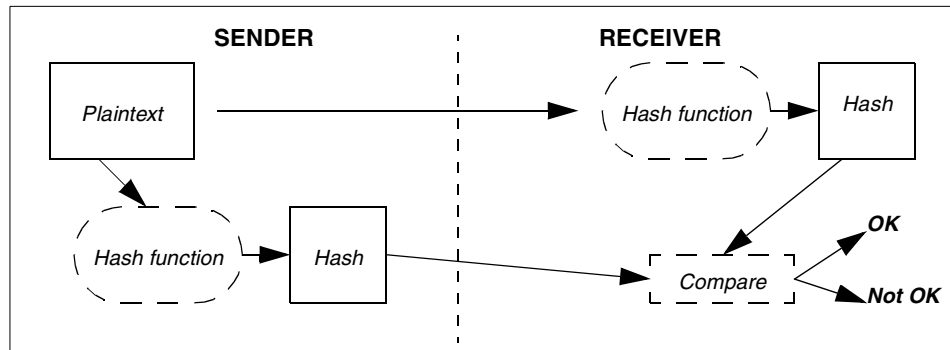 SENDER
RECEIVER
Plaintext
Hash function
Hash
Hash function
Hash
Compare
OK
Not OK